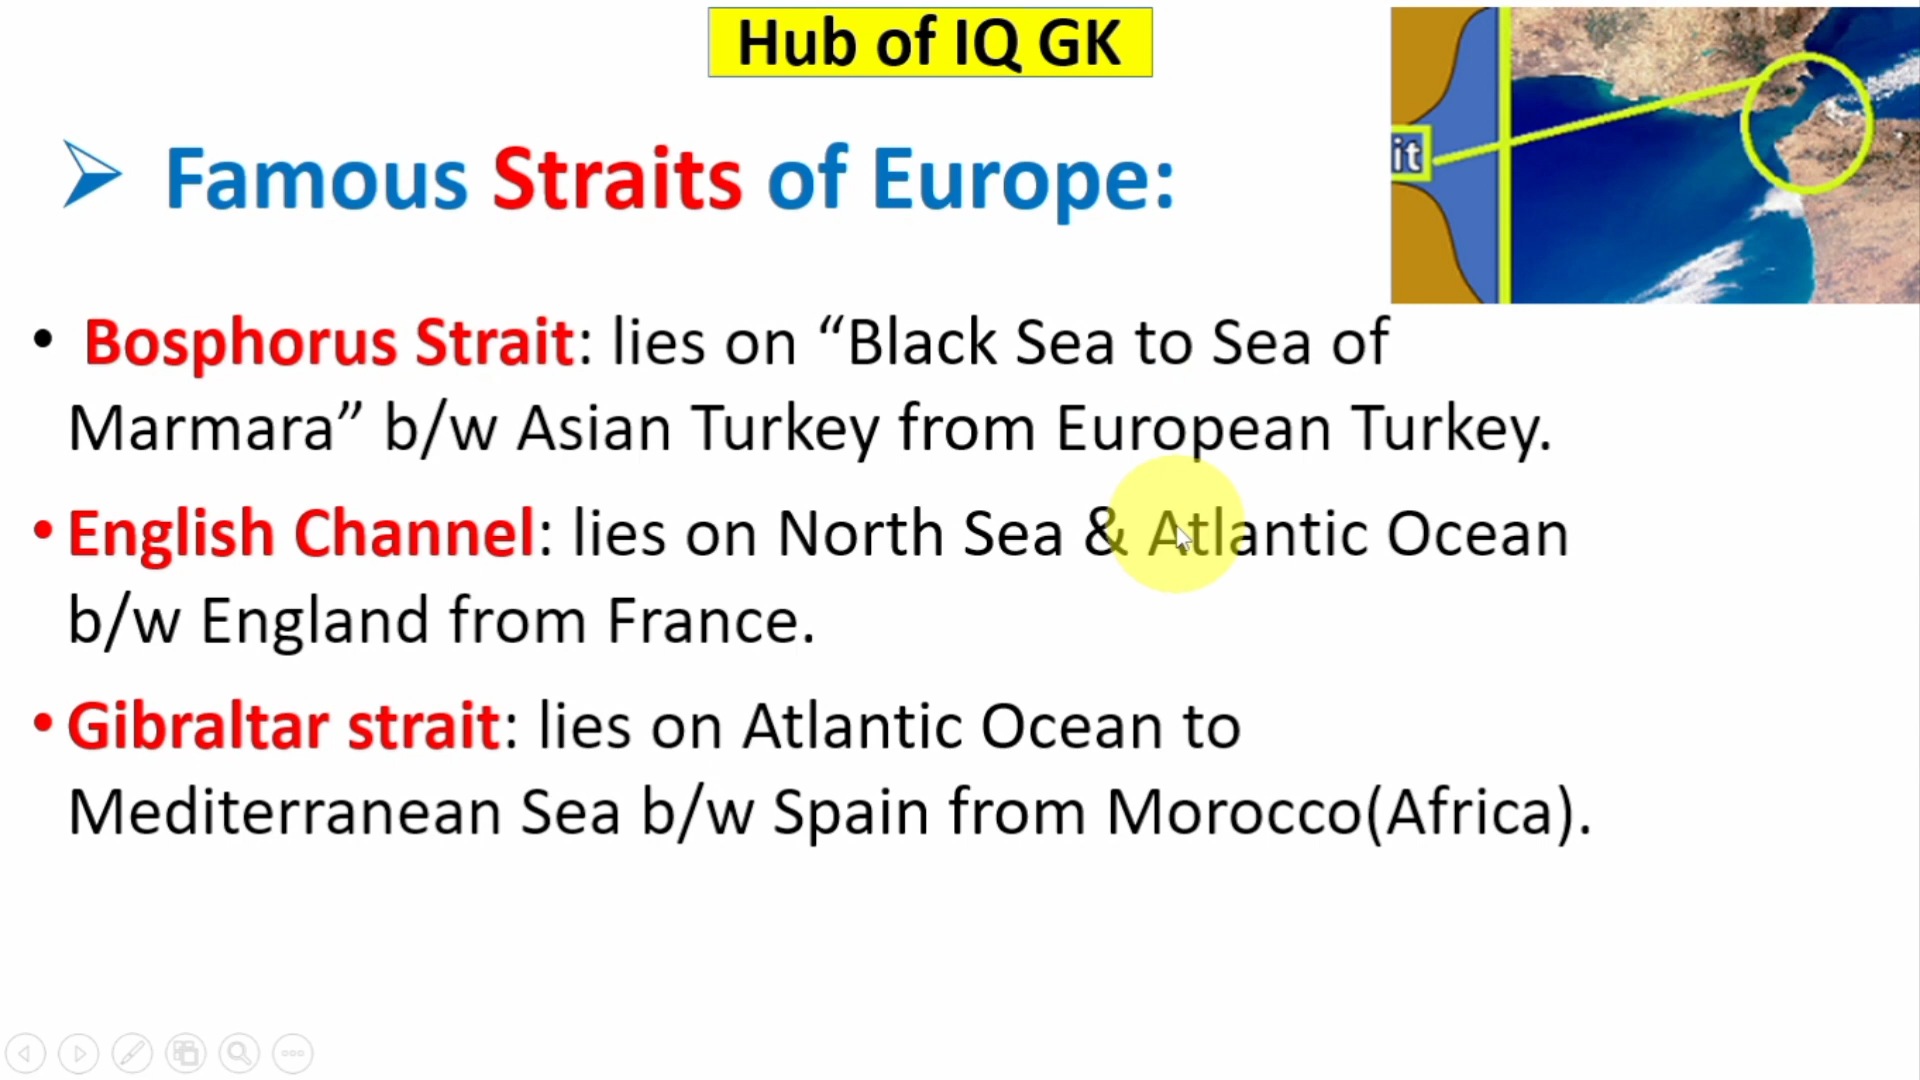 Hub of IQ GK
Famous Straits of Europe:
it
• Bosphorus Strait: lies on “Black Sea to Sea of
Marmara” b/w Asian Turkey from European Turkey.
• English Channel: lies on North Sea & Atlantic Ocean
b/w England from France.
• Gibraltar strait: lies on Atlantic Ocean to
Mediterranean Sea b/w Spain from Morocco(Africa).